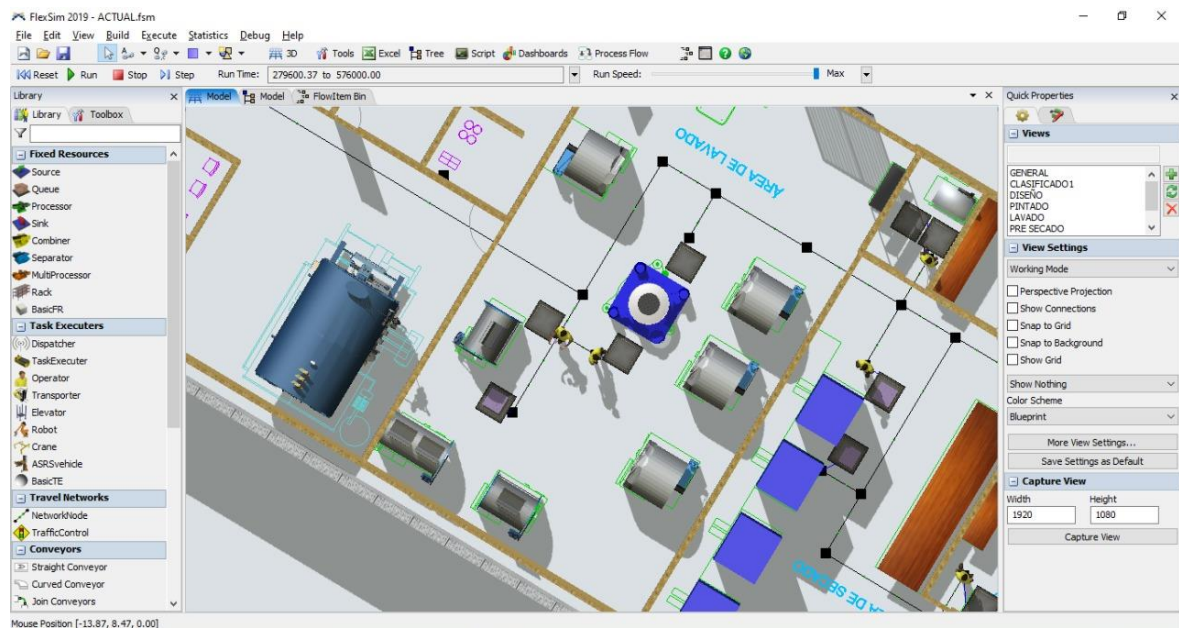 FlexSim 2019 - ACTUAL.fsm
File Edit View Build Execute Statistics Debug Help
3D Tools Excel Tree Script Dashboards Process Flow
Reset Run Stop Step Run Time: 279600.37 to 576000.00 Run Speed: Max
Library
Library Toolbox
Fixed Resources
Source
Queue
Processor
Sink
Combiner
Separator
MultiProcessor
Rack
BasicFR
Task Executers
Dispatcher
TaskExecuter
Operator
Transporter
Elevator
Robot
Crane
ASRSvehicle
BasicTE
Travel Networks
NetworkNode
TrafficControl
Conveyors
Straight Conveyor
Curved Conveyor
Join Conveyors
Model Model FlowItem Bin
AREA DE LAVADO
A DE SECADO
Quick Properties
Views
GENERAL
CLASIFICADO1
DISEÑO
PINTADO
LAVADO
PRE SECADO
View Settings
Working Mode
Perspective Projection
Show Connections
Snap to Grid
Snap to Background
Show Grid
Show Nothing
Color Scheme
Blueprint
More View Settings...
Save Settings as Default
Capture View
Width Height
1920 1080
Capture View
Mouse Position [-13.87, 8.47, 0.00]